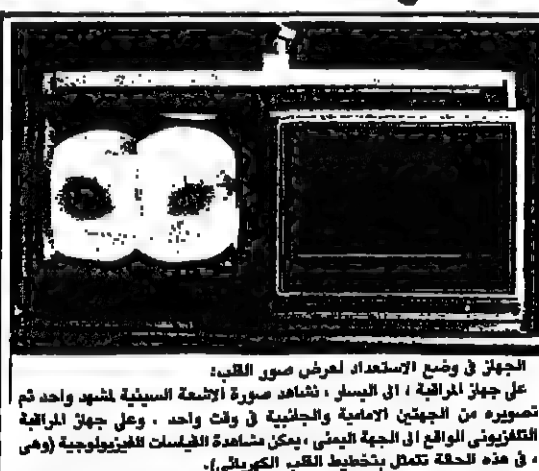 الجهاز في وضع الاستعداد لعرض صور القلب:
على جهاز المراقبة ، الى اليسار ، نشاهد صورة الاشعة السينية لمشهد واحد تم
تصويره من الجهتين الامامية والجانبية في وقت واحد . وعلى جهاز المراقبة
التلفزيوني الواقع الى الجهة اليمنى ، يمكن مشاهدة القياسات الفيزيولوجية (وهي
، في هذه الحالة تتمثل بتخطيط القلب الكهربائي).